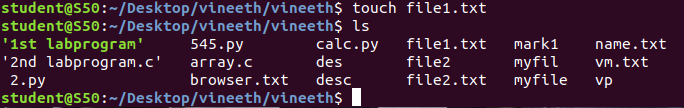 student@S50:~/Desktop/vineeth/vineeth$ touch file1.txt
student@S50:~/Desktop/vineeth/vineeth$ ls
'1st labprogram'   545.py   calc.py   file1.txt   mark1   name.txt
'2nd labprogram.c'   array.c   des   file2   myfil   vm.txt
2.py   browser.txt   desc   file2.txt   myfile   vp
student@S50:~/Desktop/vineeth/vineeth$